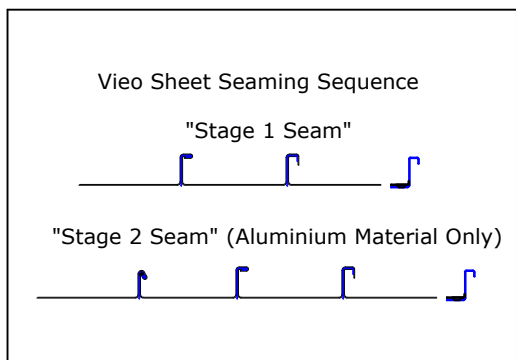 Vieo Sheet Seaming Sequence
"Stage 1 Seam"
"Stage 2 Seam" (Aluminium Material Only)